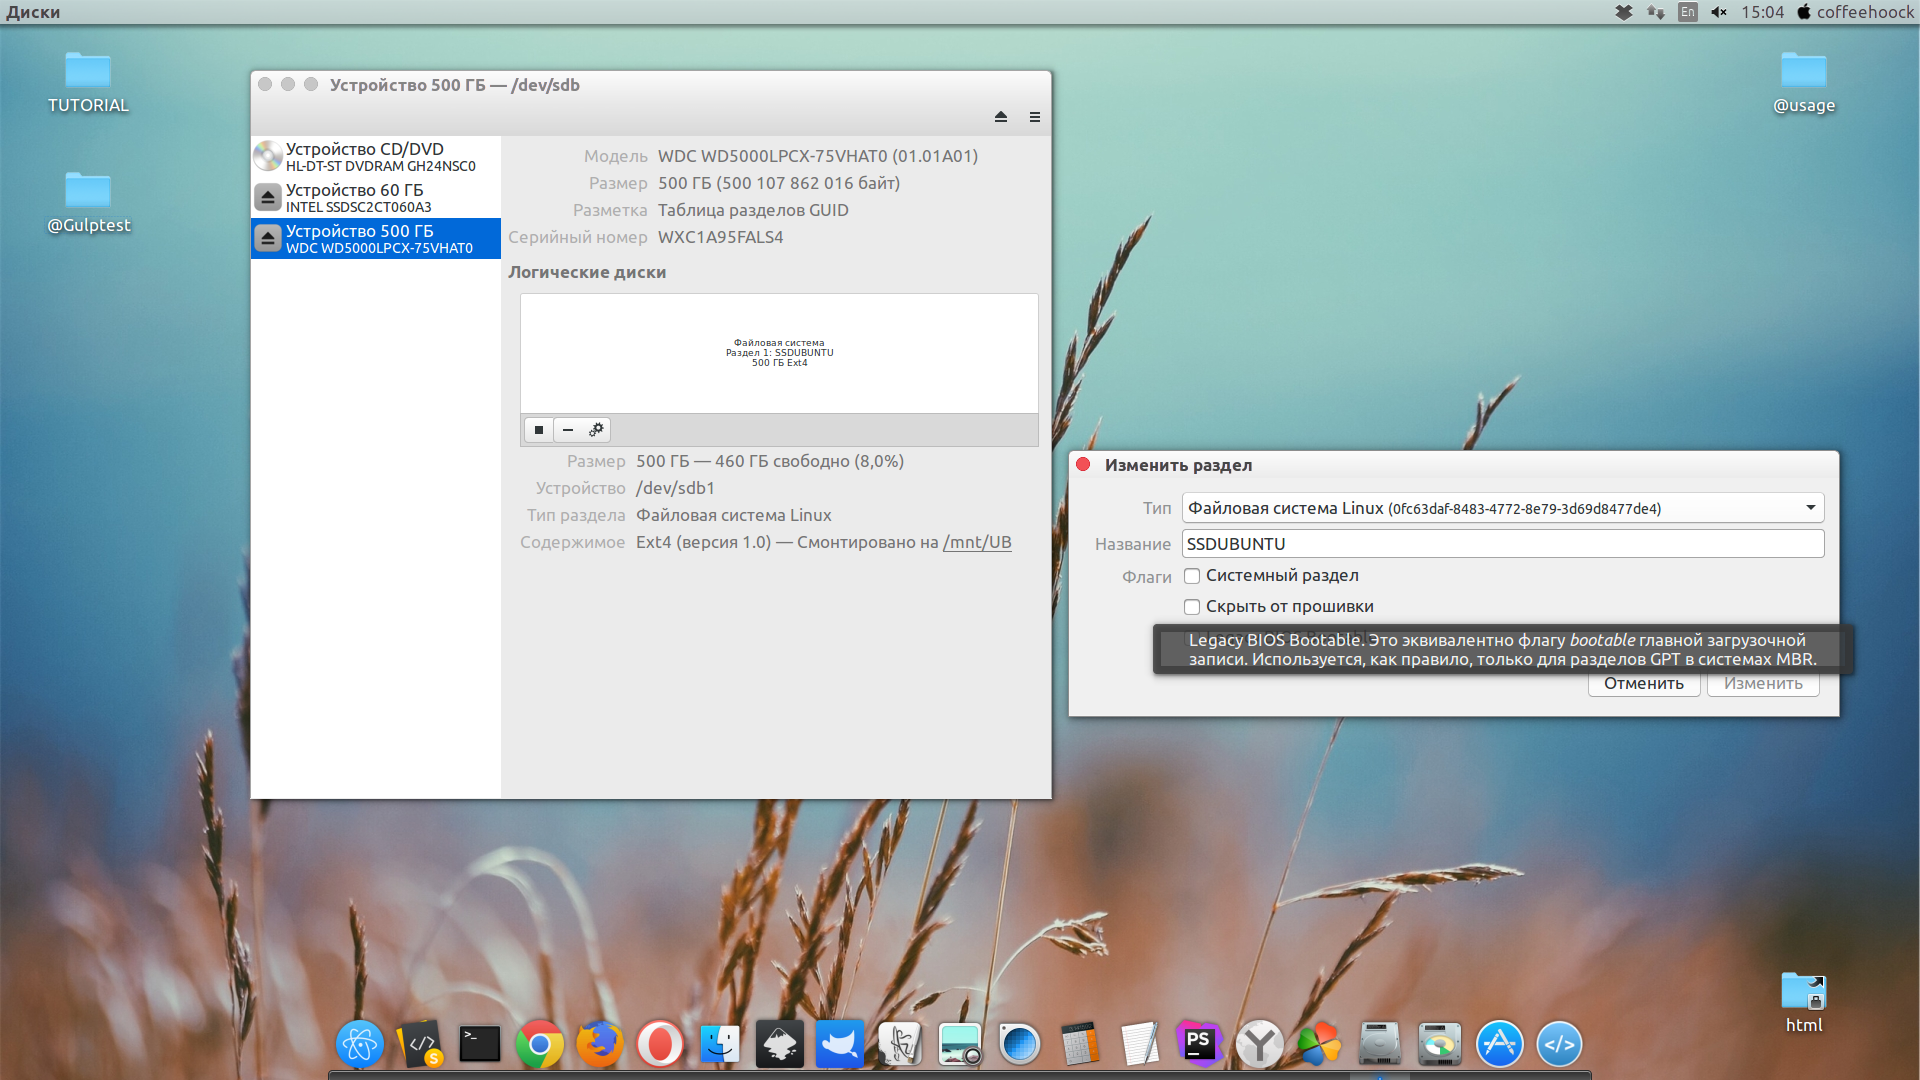 Диски
En
15:04
coffeehoock
TUTORIAL
@Gulptest
@usage
html
Устройство 500 ГБ — /dev/sdb
Устройство CD/DVD
HL-DT-ST DVDRAM GH24NSC0
Устройство 60 ГБ
INTEL SSDSC2CT060A3
Устройство 500 ГБ
WDC WD5000LPCX-75VHAT0
Модель WDC WD5000LPCX-75VHAT0 (01.01A01)
Размер 500 ГБ (500 107 862 016 байт)
Разметка Таблица разделов GUID
Серийный номер WXC1A95FALS4
Логические диски
Файловая система
Раздел 1: SSDUBUNTU
500 ГБ Ext4
Размер 500 ГБ — 460 ГБ свободно (8,0%)
Устройство /dev/sdb1
Тип раздела Файловая система Linux
Содержимое Ext4 (версия 1.0) — Смонтировано на /mnt/UB
Изменить раздел
Тип Файловая система Linux (0fc63daf-8483-4772-8e79-3d69d8477de4)
Название SSDUBUNTU
Флаги Системный раздел
Скрыть от прошивки
Legacy BIOS Bootable. Это эквивалентно флагу bootable главной загрузочной
записи. Используется, как правило, только для разделов GPT в системах MBR.
Отменить Изменить